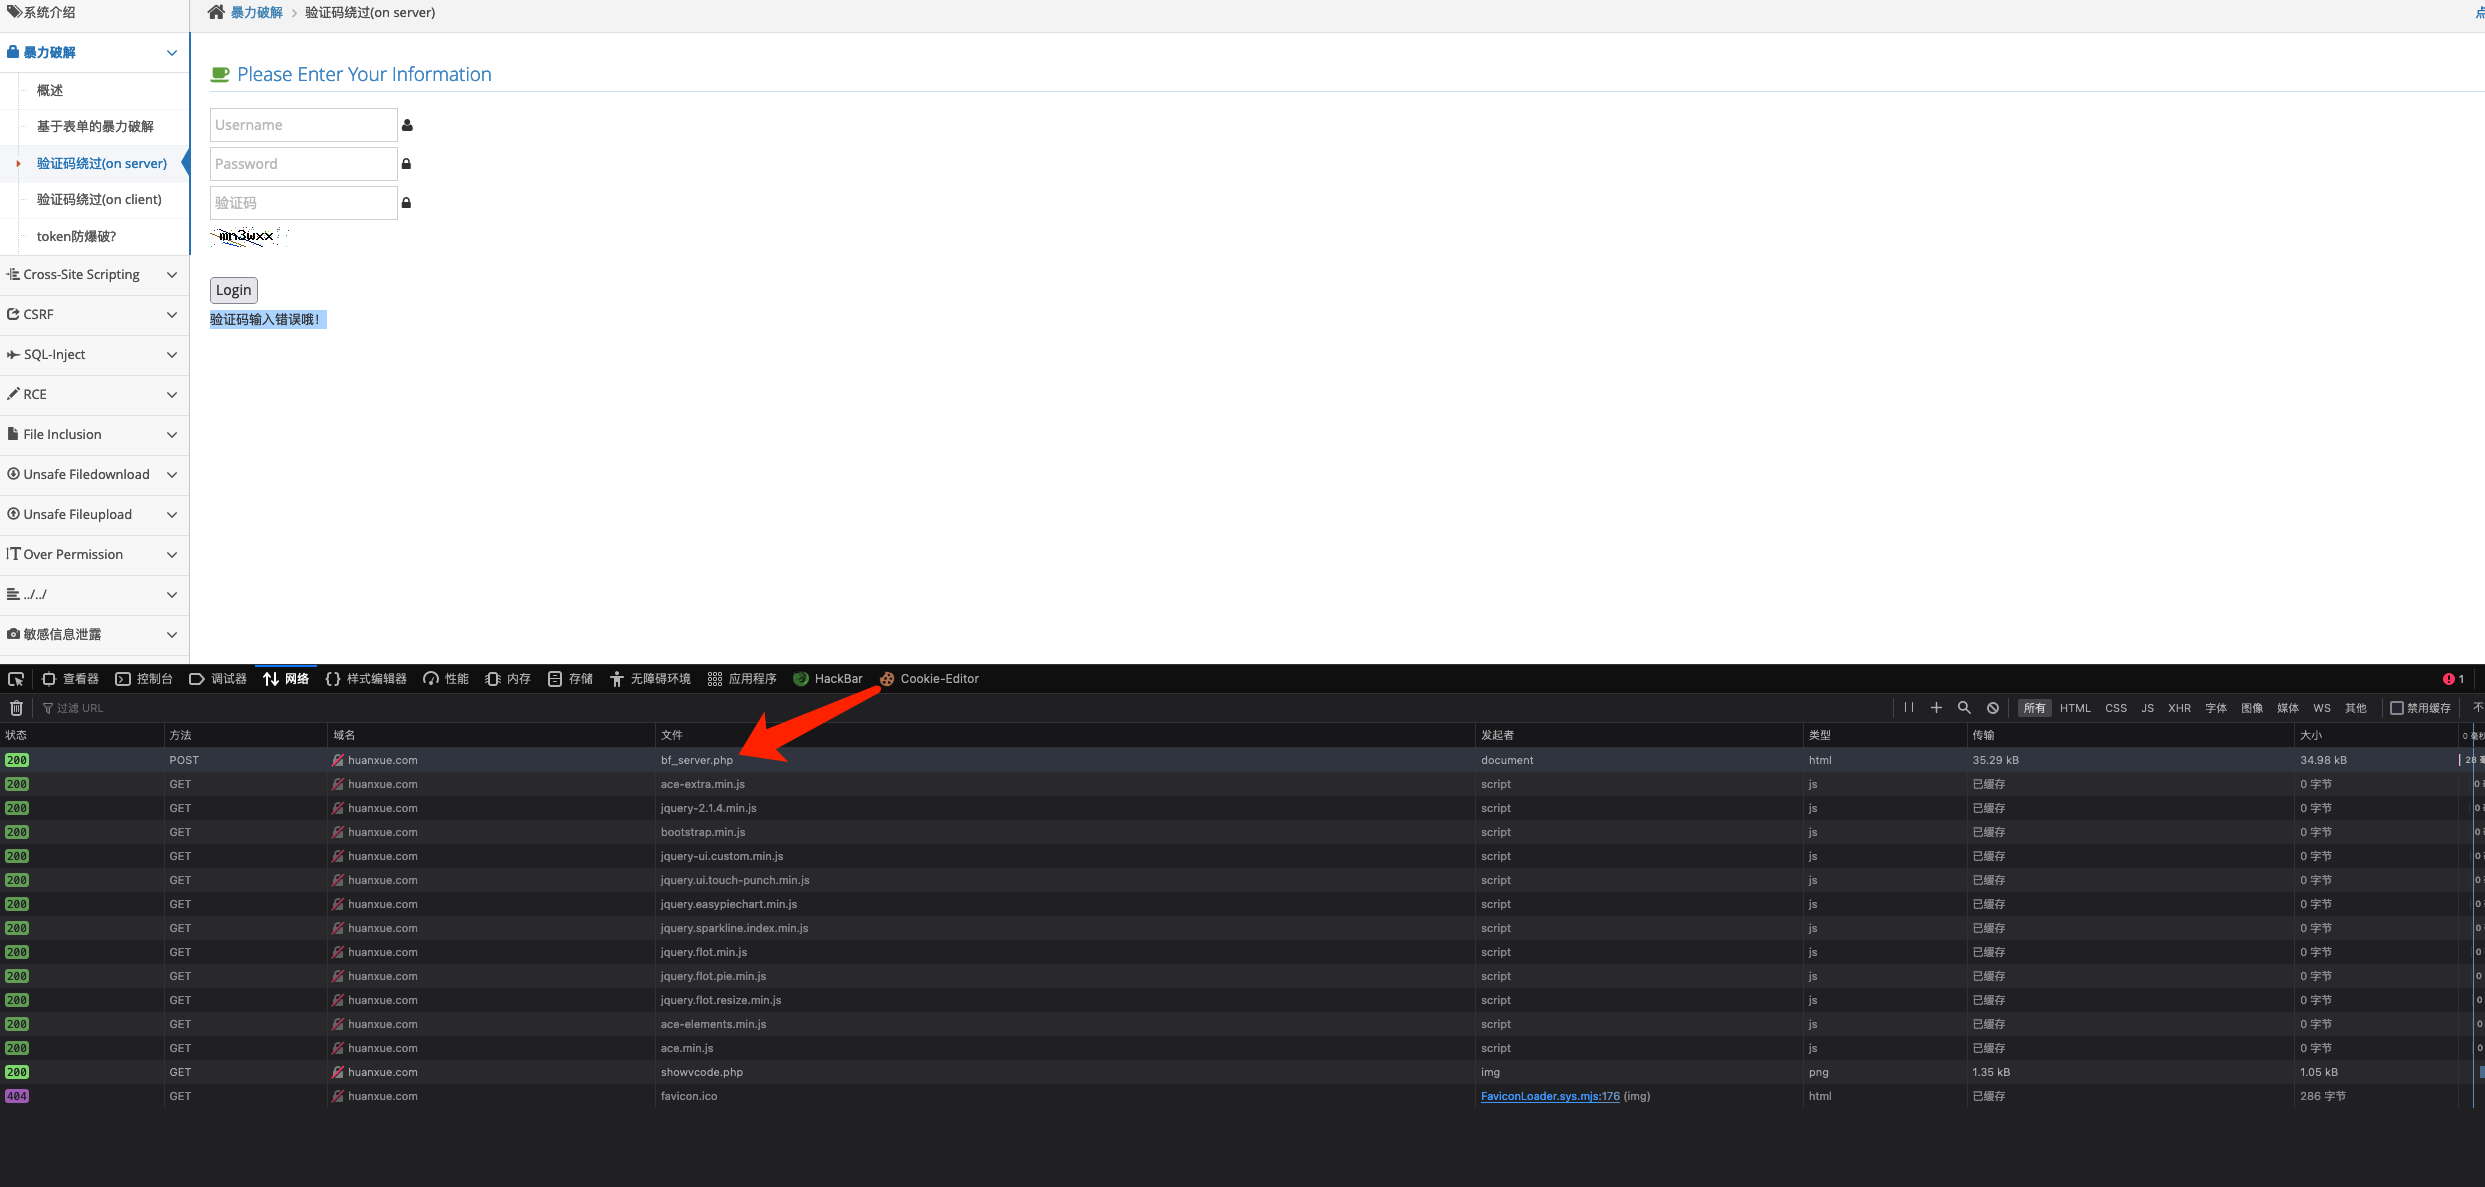 系统介绍
暴力破解
概述
基于表单的暴力破解
验证码绕过(on server)
验证码绕过(on client)
token防爆破?
Cross-Site Scripting
CSRF
SQL-Inject
RCE
File Inclusion
Unsafe Filedownload
Unsafe Fileupload
Over Permission
../../
敏感信息泄露
暴力破解 > 验证码绕过(on server)
Please Enter Your Information
Username
Password
验证码
mn3wxx
Login
验证码输入错误哦!
查看器 控制台 调试器 网络 样式编辑器 性能 内存 存储 无障碍环境 应用程序 HackBar Cookie-Editor 1
过滤 URL 所有 HTML CSS JS XHR 字体 图像 媒体 WS 其他 禁用缓存 不
状态 方法 域名 文件 发起者 类型 传输 大小
200 POST huanxue.com bf_server.php document html 35.29 kB 34.98 kB
200 GET huanxue.com ace-extra.min.js script js 已缓存 0 字节
200 GET huanxue.com jquery-2.1.4.min.js script js 已缓存 0 字节
200 GET huanxue.com bootstrap.min.js script js 已缓存 0 字节
200 GET huanxue.com jquery-ui.custom.min.js script js 已缓存 0 字节
200 GET huanxue.com jquery.ui.touch-punch.min.js script js 已缓存 0 字节
200 GET huanxue.com jquery.easypiechart.min.js script js 已缓存 0 字节
200 GET huanxue.com jquery.sparkline.index.min.js script js 已缓存 0 字节
200 GET huanxue.com jquery.flot.min.js script js 已缓存 0 字节
200 GET huanxue.com jquery.flot.pie.min.js script js 已缓存 0 字节
200 GET huanxue.com jquery.flot.resize.min.js script js 已缓存 0 字节
200 GET huanxue.com ace-elements.min.js script js 已缓存 0 字节
200 GET huanxue.com ace.min.js script js 已缓存 0 字节
200 GET huanxue.com showvcode.php img png 1.35 kB 1.05 kB
404 GET huanxue.com favicon.ico FaviconLoader.sys.mjs:176 (img) html 已缓存 286 字节